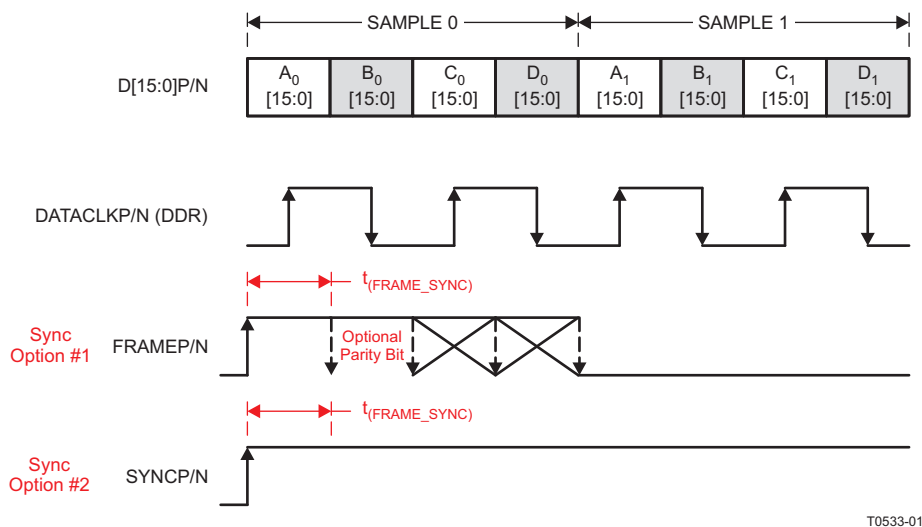 SAMPLE 0 SAMPLE 1
D[15:0]P/N
A0 B0 C0 D0 A1 B1 C1 D1
[15:0] [15:0] [15:0] [15:0] [15:0] [15:0] [15:0] [15:0]
DATACLKP/N (DDR)
t(FRAME_SYNC)
Sync
Option #1
FRAMEP/N
Optional
Parity Bit
t(FRAME_SYNC)
Sync
Option #2
SYNCP/N
T0533-01